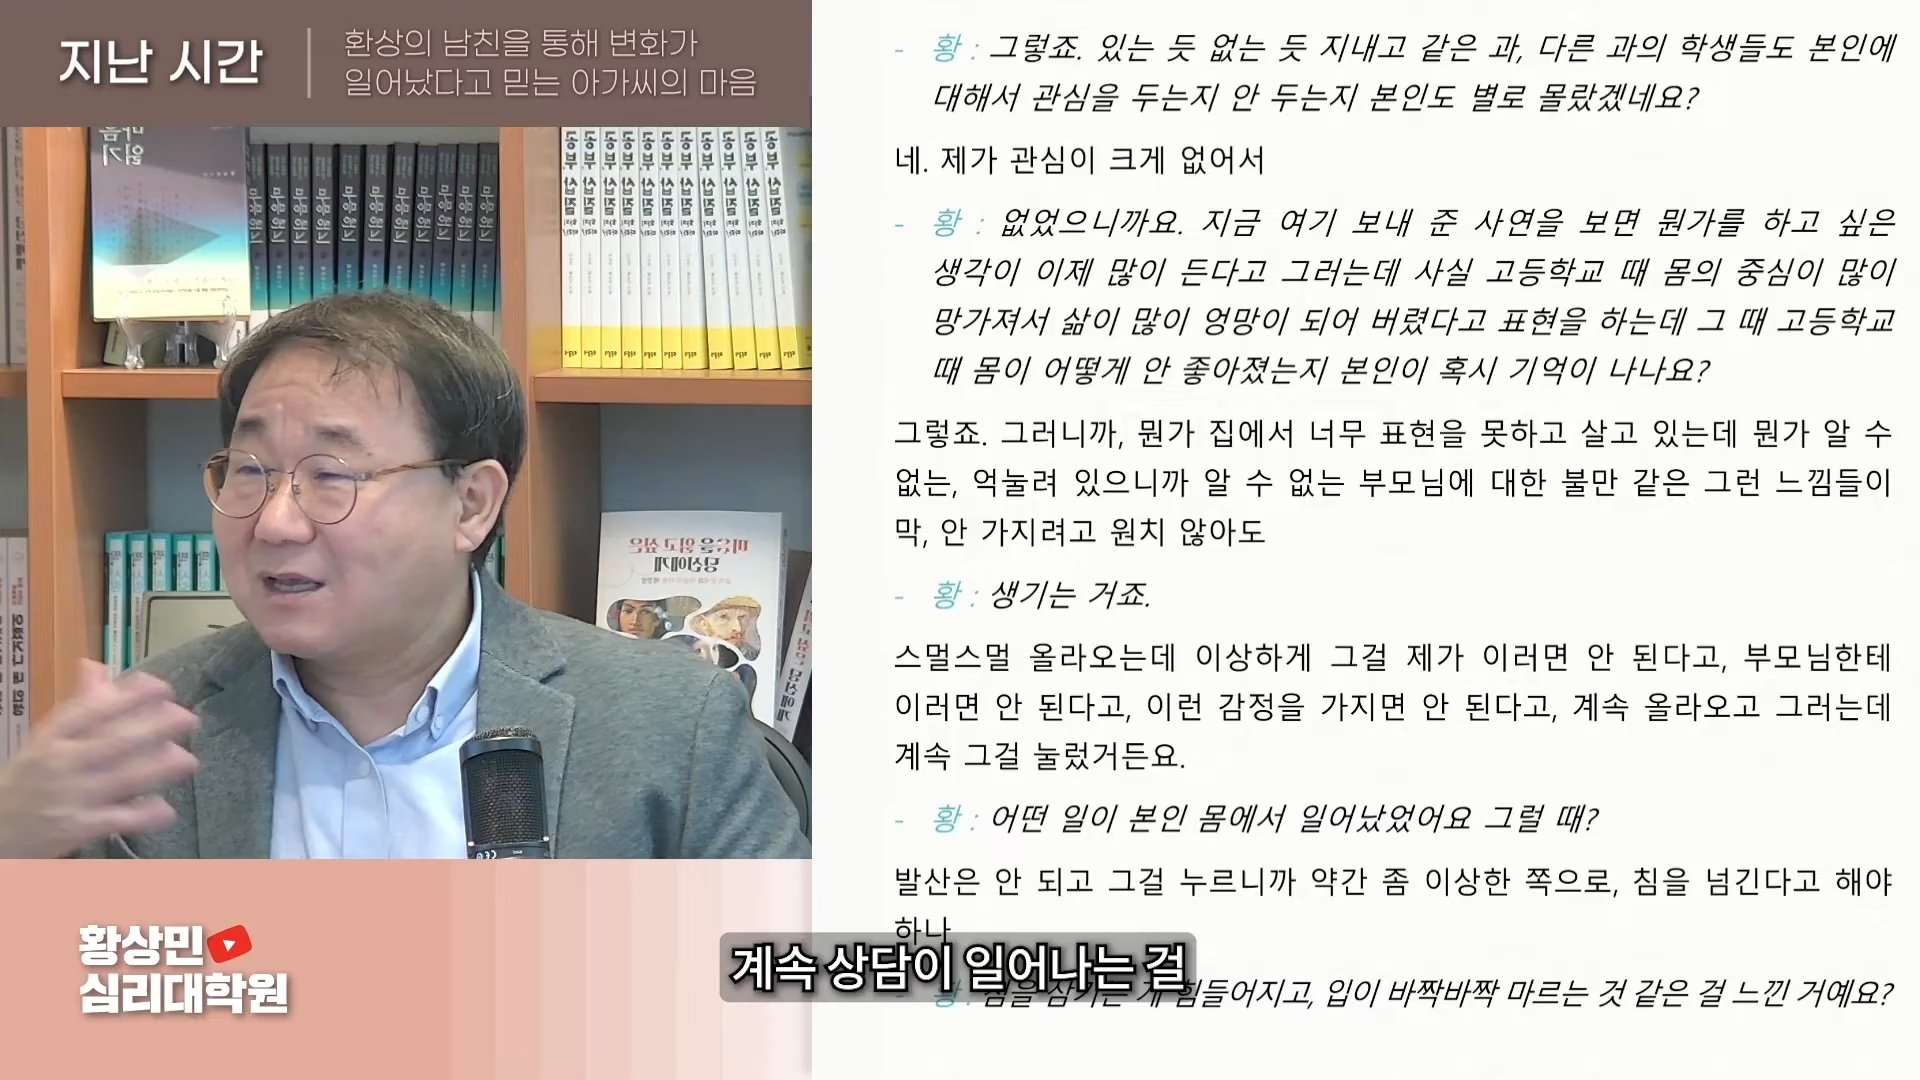 지난 시간
환상의 남친을 통해 변화가
일어났다고 믿는 아가씨의 마음
- 황 : 그렇죠. 있는 듯 없는 듯 지내고 같은 과, 다른 과의 학생들도 본인에
대해서 관심을 두는지 안 두는지 본인도 별로 몰랐겠네요?
네. 제가 관심이 크게 없어서
- 황 : 없었으니까요. 지금 여기 보내 준 사연을 보면 뭔가를 하고 싶은
생각이 이제 많이 든다고 그러는데 사실 고등학교 때 몸의 중심이 많이
망가져서 삶이 많이 엉망이 되어 버렸다고 표현을 하는데 그 때 고등학교
때 몸이 어떻게 안 좋아졌는지 본인이 혹시 기억이 나나요?
그렇죠. 그러니까, 뭔가 집에서 너무 표현을 못하고 살고 있는데 뭔가 알 수
없는, 억눌려 있으니까 알 수 없는 부모님에 대한 불만 같은 그런 느낌들이
막, 안 가지려고 원치 않아도
- 황 : 생기는 거죠.
스멀스멀 올라오는데 이상하게 그걸 제가 이러면 안 된다고, 부모님한테
이러면 안 된다고, 이런 감정을 가지면 안 된다고, 계속 올라오고 그러는데
계속 그걸 눌렀거든요.
- 황 : 어떤 일이 본인 몸에서 일어났었어요 그럴 때?
발산은 안 되고 그걸 누르니까 약간 좀 이상한 쪽으로, 침을 넘긴다고 해야
하나
- 황 : 침을 삼키는 게 힘들어지고, 입이 바짝바짝 마르는 것 같은 걸 느낀 거예요?
계속 상담이 일어나는 걸
황상민
심리대학원
마음 읽기
마음을 읽고 싶은
당신에게